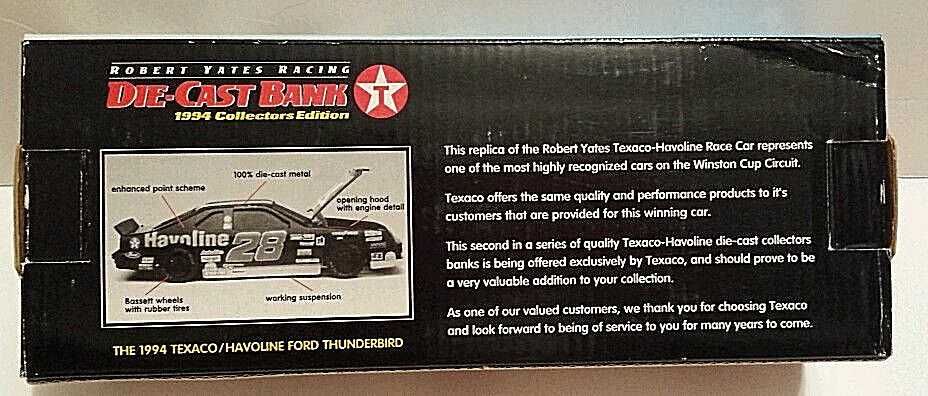 ROBERT YATES RACING
DIE-CAST BANK
1994 Collectors Edition
T
This replica of the Robert Yates Texaco-Havoline Race Car represents
one of the most highly recognized cars on the Winston Cup Circuit.
Texaco offers the same quality and performance products to it's
customers that are provided for this winning car.
This second in a series of quality Texaco-Havoline die-cast collectors
banks is being offered exclusively by Texaco, and should prove to be
a very valuable addition to your collection.
As one of our valued customers, we thank you for choosing Texaco
and look forward to being of service to you for many years to come.
100% die-cast metal
enhanced paint scheme
opening hood
with engine detail
Havoline 28
Bassett wheels
with rubber tires
working suspension
THE 1994 TEXACO/HAVOLINE FORD THUNDERBIRD